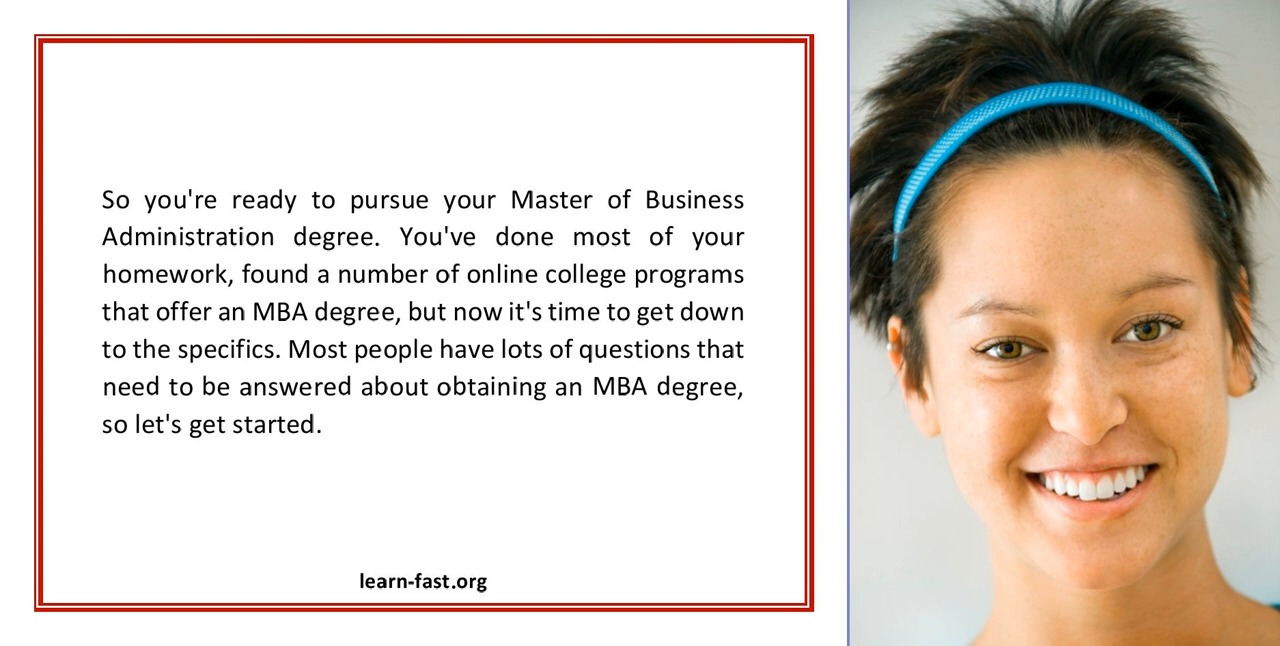 So you're ready to pursue your Master of Business
Administration degree. You've done most of your
homework, found a number of online college programs
that offer an MBA degree, but now it's time to get down
to the specifics. Most people have lots of questions that
need to be answered about obtaining an MBA degree,
so let's get started.
learn-fast.org